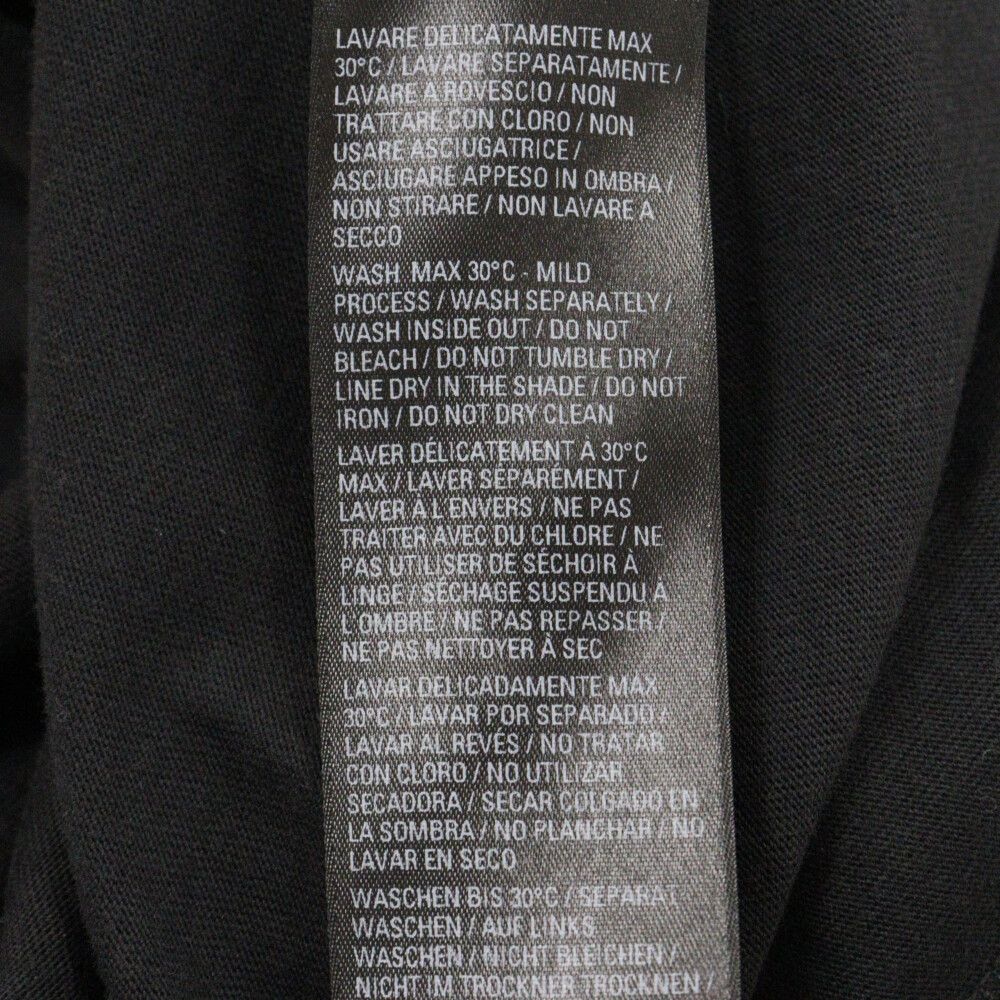 LAVARE DELICATAMENTE MAX
30°C / LAVARE SEPARATAMENTE /
LAVARE A ROVESCIO / NON
TRATTARE CON CLORO / NON
USARE ASCIUGATRICE /
ASCIUGARE APPESO IN OMBRA /
NON STIRARE / NON LAVARE A
SECCO
WASH MAX 30°C - MILD
PROCESS / WASH SEPARATELY /
WASH INSIDE OUT / DO NOT
BLEACH / DO NOT TUMBLE DRY /
LINE DRY IN THE SHADE / DO NOT
IRON / DO NOT DRY CLEAN
LAVER DÉLICATEMENT À 30°C
MAX / LAVER SÉPARÉMENT /
LAVER À L'ENVERS / NE PAS
TRAITER AVEC DU CHLORE / NE
PAS UTILISER DE SÉCHOIR À
LINGE / SÉCHAGE SUSPENDU À
L'OMBRE / NE PAS REPASSER /
NE PAS NETTOYER À SEC
LAVAR DELICADAMENTE MÁX
30°C / LAVAR POR SEPARADO /
LAVAR AL REVÉS / NO TRATAR
CON CLORO / NO UTILIZAR
SECADORA / SECAR COLGADO EN
LA SOMBRA / NO PLANCHAR / NO
LAVAR EN SECO
WASCHEN BIS 30°C / SEPARAT
WASCHEN / AUF LINKS
WASCHEN / NICHT BLEICHEN /
NICHT IM TROCKNER TROCKNEN /